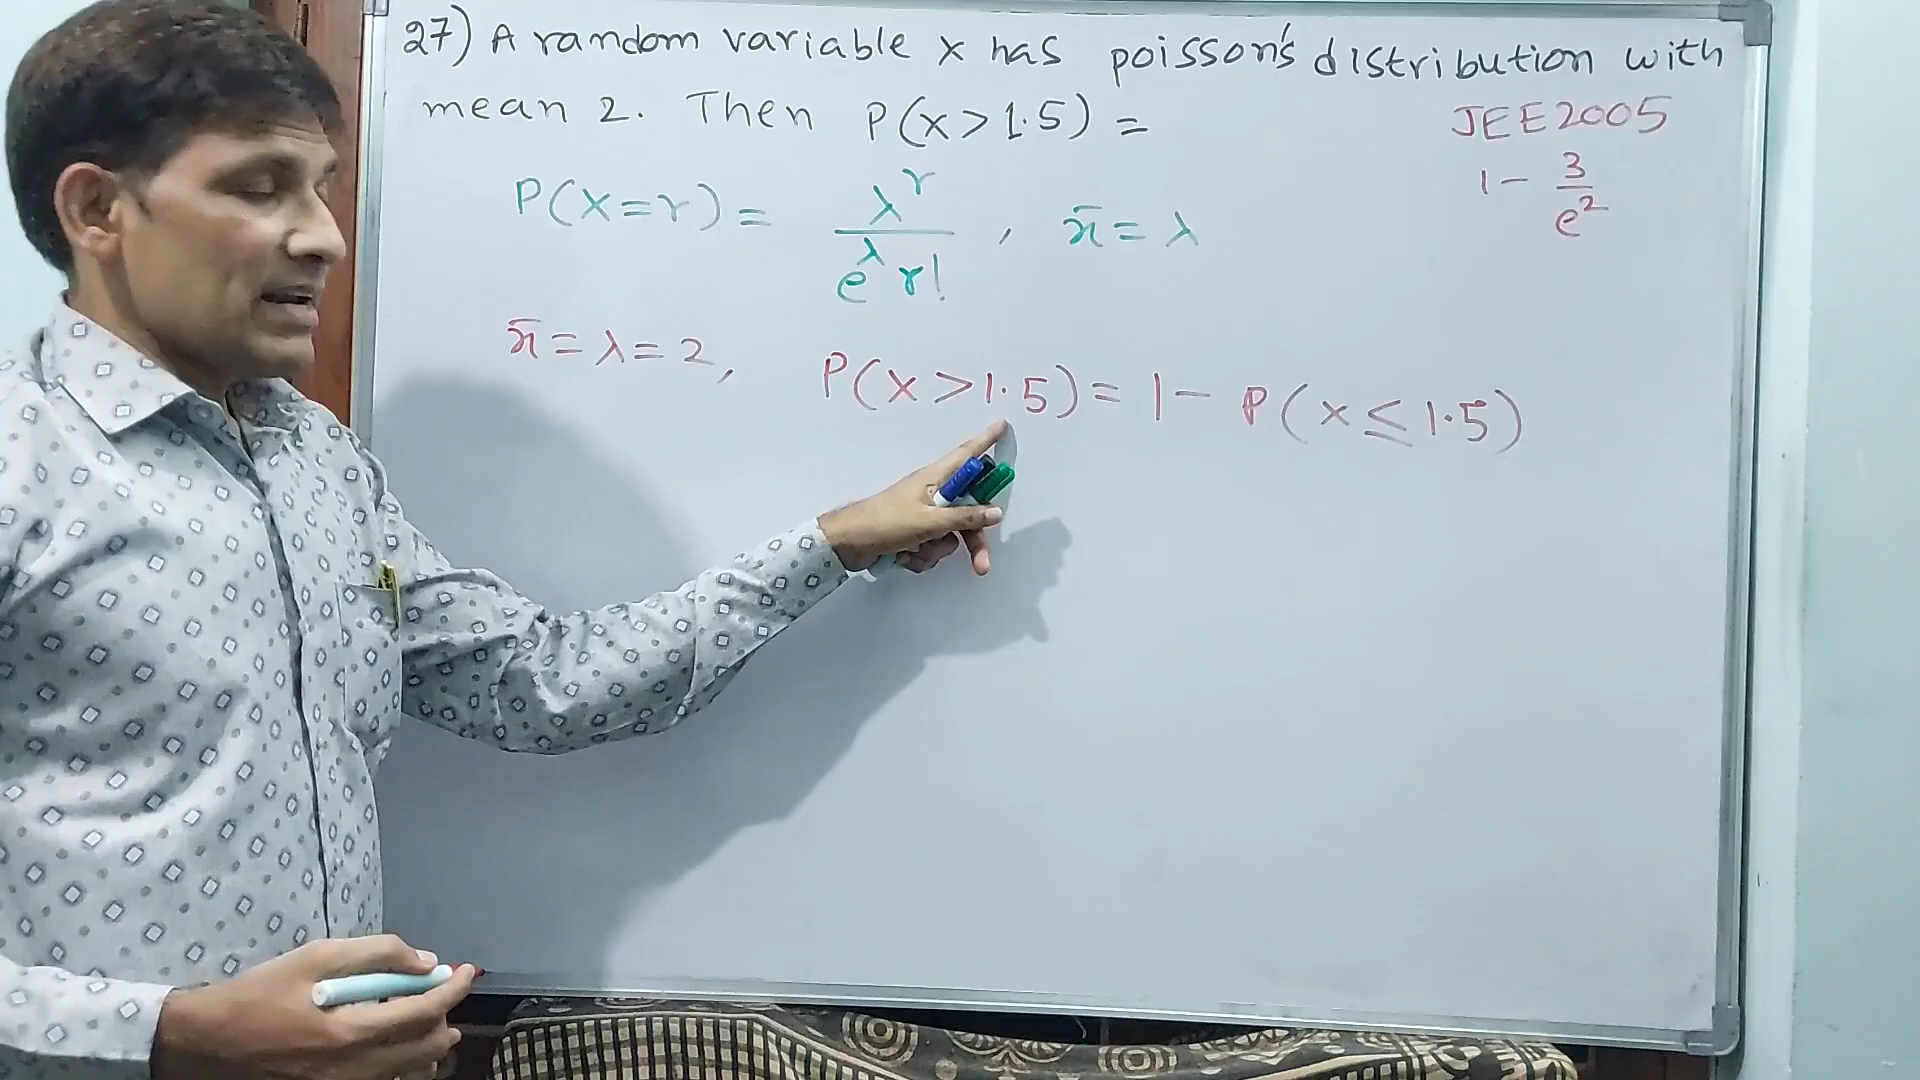 27) A random variable x has poisson's distribution with
mean 2. Then P(x>1.5) =
JEE2005
1 - 3/e²
P(x=r) = λ^r / e^λ r! , x̄ = λ
x̄ = λ = 2, P(x>1.5) = 1 - P(x ≤ 1.5)